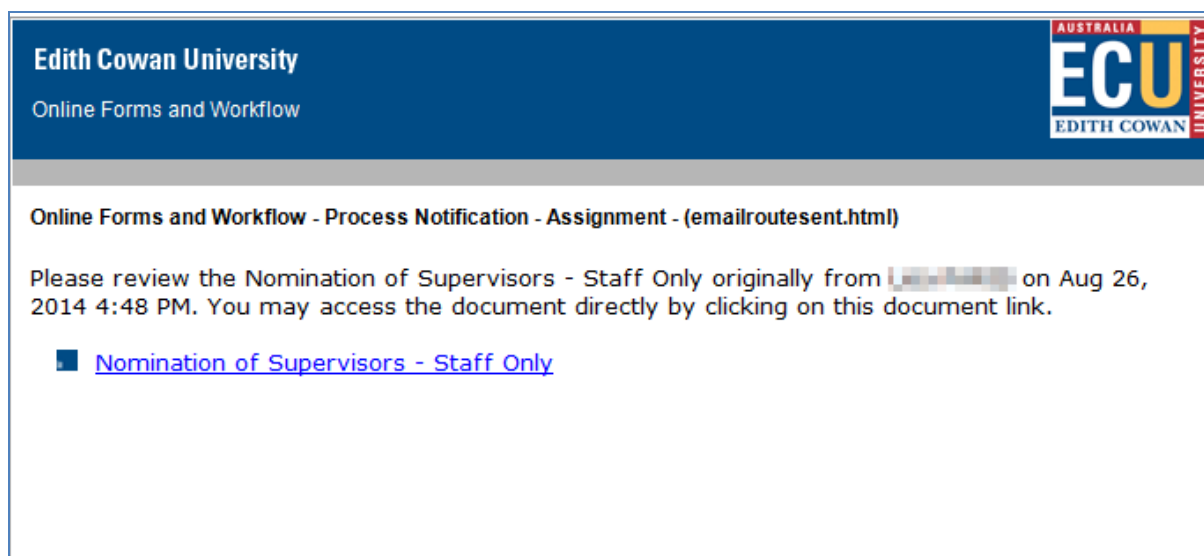 Edith Cowan University
Online Forms and Workflow
AUSTRALIA
ECU
EDITH COWAN
UNIVERSITY
Online Forms and Workflow - Process Notification - Assignment - (emailroutesent.html)
Please review the Nomination of Supervisors - Staff Only originally from on Aug 26,
2014 4:48 PM. You may access the document directly by clicking on this document link.
Nomination of Supervisors - Staff Only